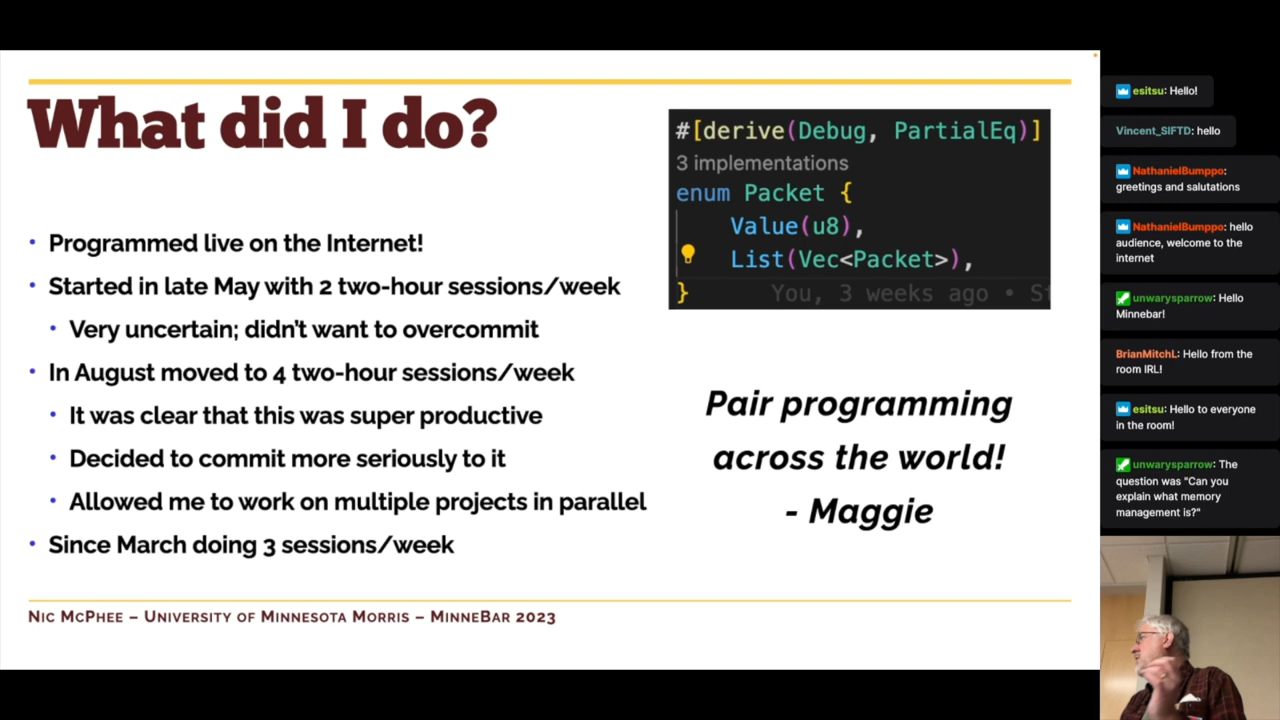 What did I do?
• Programmed live on the Internet!
• Started in late May with 2 two-hour sessions/week
• Very uncertain; didn't want to overcommit
• In August moved to 4 two-hour sessions/week
• It was clear that this was super productive
• Decided to commit more seriously to it
• Allowed me to work on multiple projects in parallel
• Since March doing 3 sessions/week
#[derive(Debug, PartialEq)]
3 implementations
enum Packet {
Value(u8),
List(Vec<Packet>),
} You, 3 weeks ago •
Pair programming
across the world!
- Maggie
Nic McPhee – University of Minnesota Morris – MinneBar 2023
esitsu: Hello!
Vincent_SIFTD: hello
NathanielBumppo:
greetings and salutations
NathanielBumppo: hello
audience, welcome to the
internet
unwarysparrow: Hello
Minnebar!
BrianMitchL: Hello from the
room IRL!
esitsu: Hello to everyone
in the room!
unwarysparrow: The
question was "Can you
explain what memory
management is?"